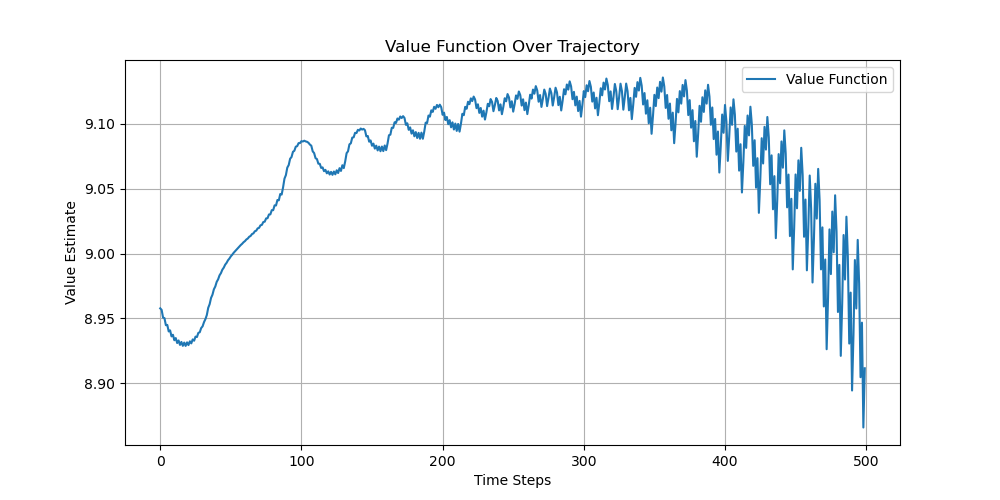 Value Function Over Trajectory
Value Function
9.10
9.05
9.00
8.95
8.90
Value Estimate
0 100 200 300 400 500
Time Steps